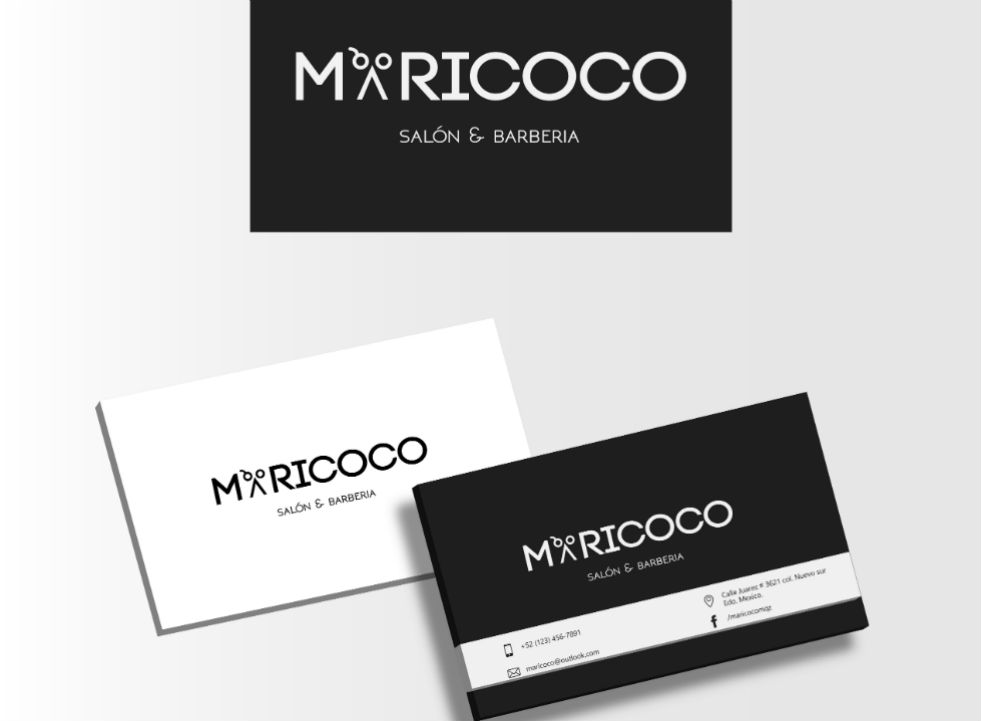 MARICOCO
SALÓN & BARBERIA
MARICOCO
SALÓN & BARBERIA
MARICOCO
SALÓN & BARBERIA
+52 (123) 456-7891
maricoco@outlook.com
Calle Juarez # 3621 col. Nuevo sur
Edo. Mexico.
/maricocomqz